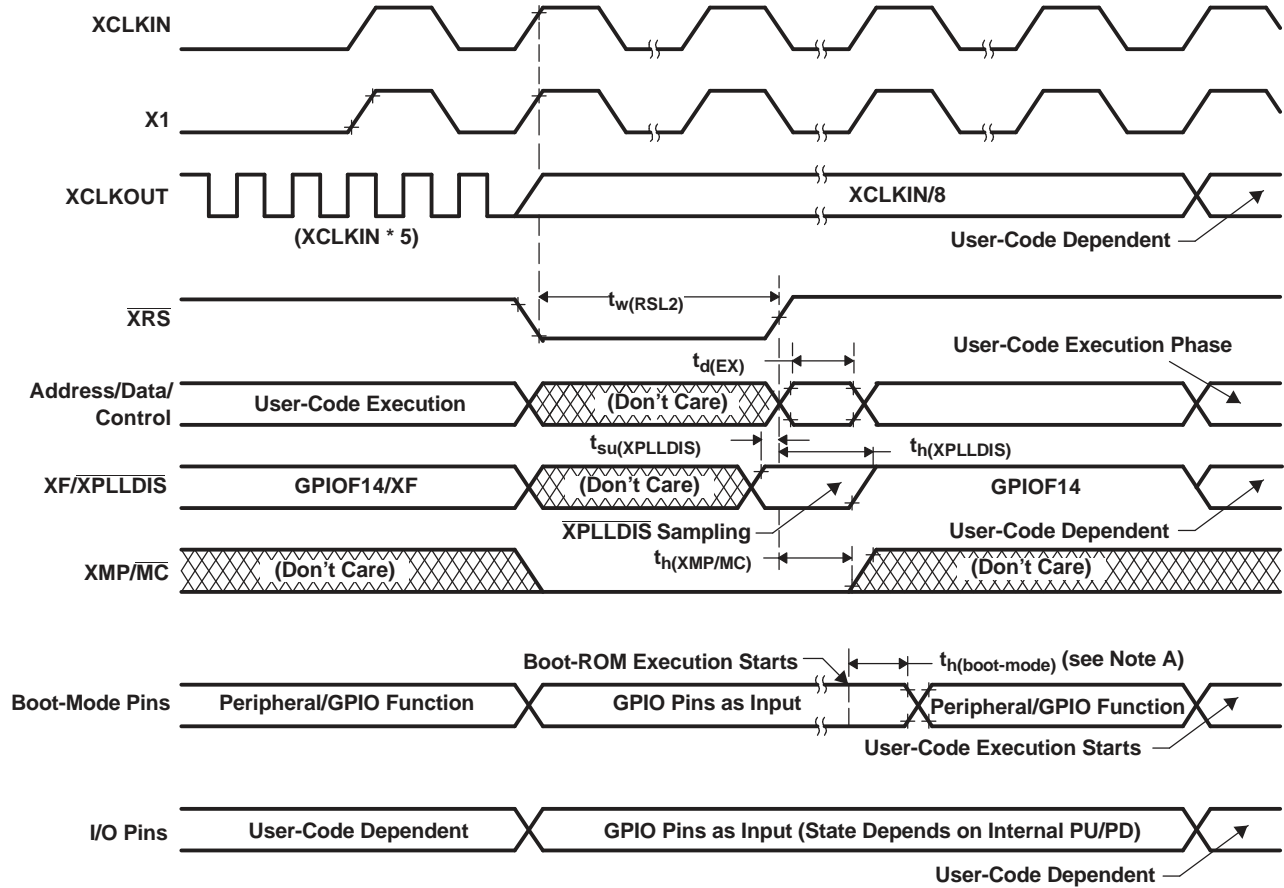 XCLKIN
X1
XCLKOUT
XCLKIN/8
(XCLKIN * 5)
User-Code Dependent
tw(RSL2)
XRS
User-Code Execution Phase
td(EX)
Address/Data/
Control
User-Code Execution
(Don't Care)
tsu(XPLLDIS)
th(XPLLDIS)
XF/XPLLDIS
GPIOF14/XF
(Don't Care)
GPIOF14
XPLLDIS Sampling
User-Code Dependent
th(XMP/MC)
XMP/MC
(Don't Care)
(Don't Care)
Boot-ROM Execution Starts
th(boot-mode) (see Note A)
Boot-Mode Pins
Peripheral/GPIO Function
GPIO Pins as Input
Peripheral/GPIO Function
User-Code Execution Starts
I/O Pins
User-Code Dependent
GPIO Pins as Input (State Depends on Internal PU/PD)
User-Code Dependent